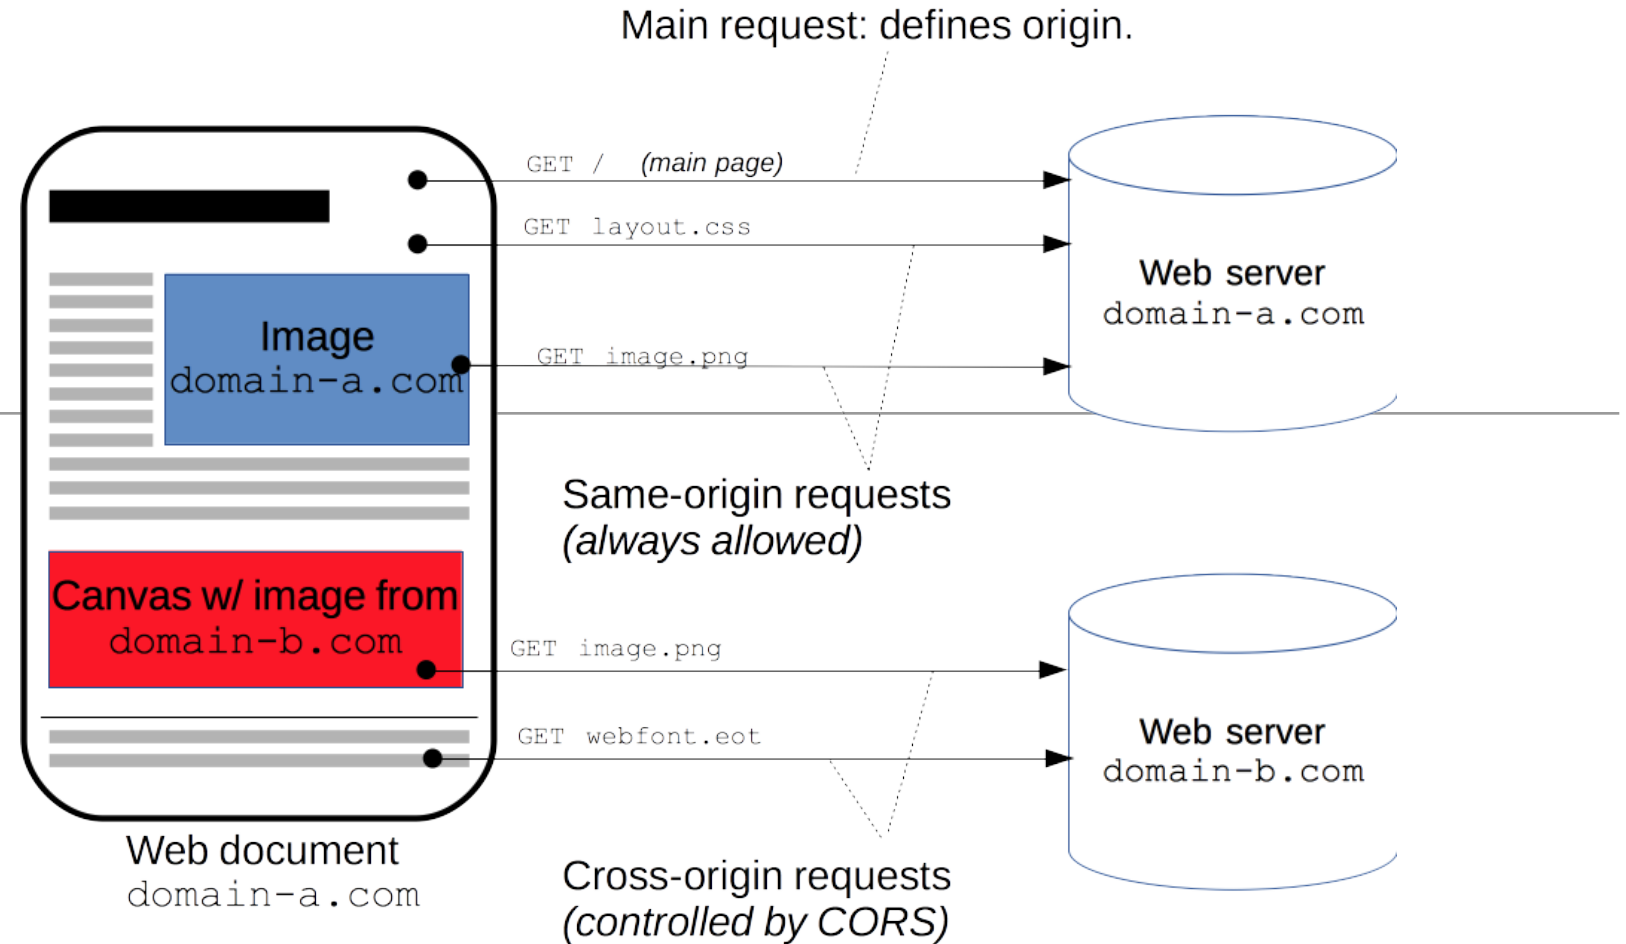 Main request: defines origin.
GET / (main page)
GET layout.css
Image
domain-a.com
GET image.png
Web server
domain-a.com
Same-origin requests
(always allowed)
Canvas w/ image from
domain-b.com
GET image.png
GET webfont.eot
Web server
domain-b.com
Web document
domain-a.com
Cross-origin requests
(controlled by CORS)